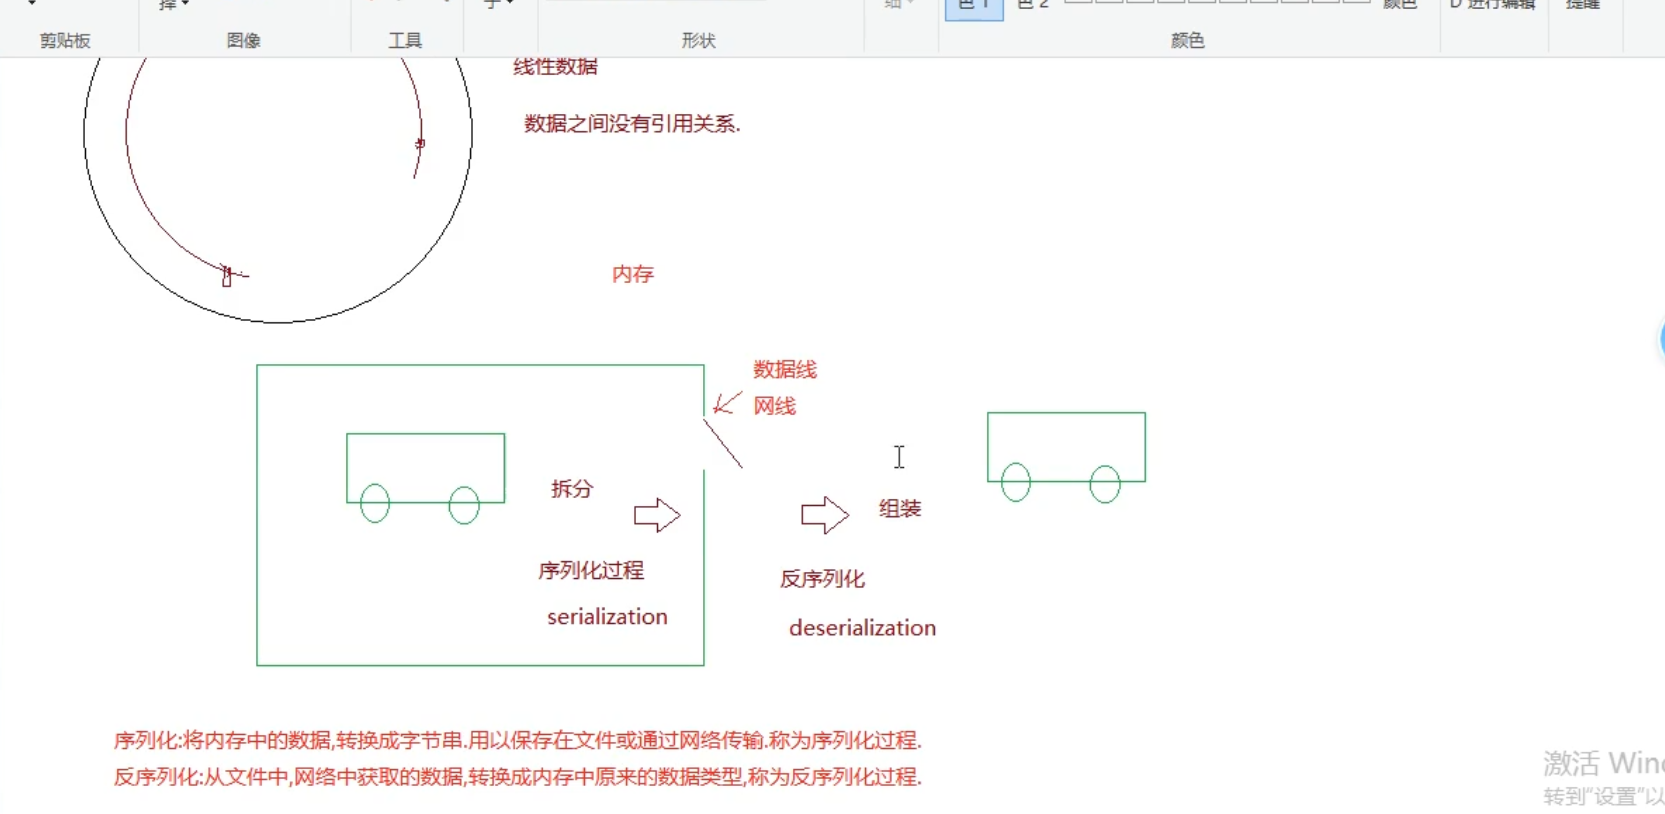 色 1
色 2
颜色
剪贴板
图像
工具
形状
颜色
线性数据
数据之间没有引用关系.
内存
数据线
网线
拆分
组装
序列化过程
反序列化
serialization
deserialization
序列化:将内存中的数据,转换成字节串.用以保存在文件或通过网络传输.称为序列化过程.
反序列化:从文件中,网络中获取的数据,转换成内存中原来的数据类型,称为反序列化过程.
激活 Win
转到“设置”以